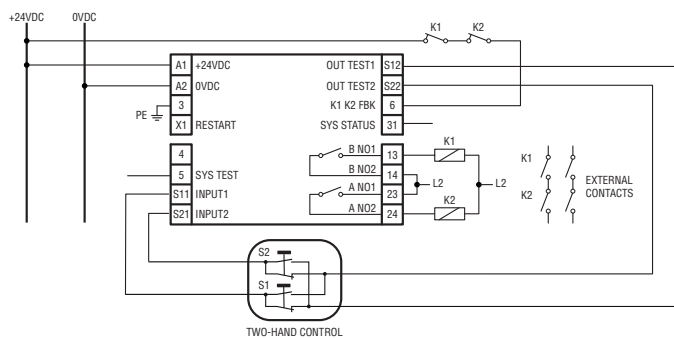 +24VDC 0VDC
K1 K2
A1 +24VDC OUT TEST1 S12
A2 0VDC OUT TEST2 S22
PE 3 K1 K2 FBK 6
X1 RESTART SYS STATUS 31
4 B NO1 13 K1
5 SYS TEST B NO2 14 L2 L2
S11 INPUT1 A NO1 23
S21 INPUT2 A NO2 24 K2
K1
K2
EXTERNAL
CONTACTS
S2
S1
TWO-HAND CONTROL